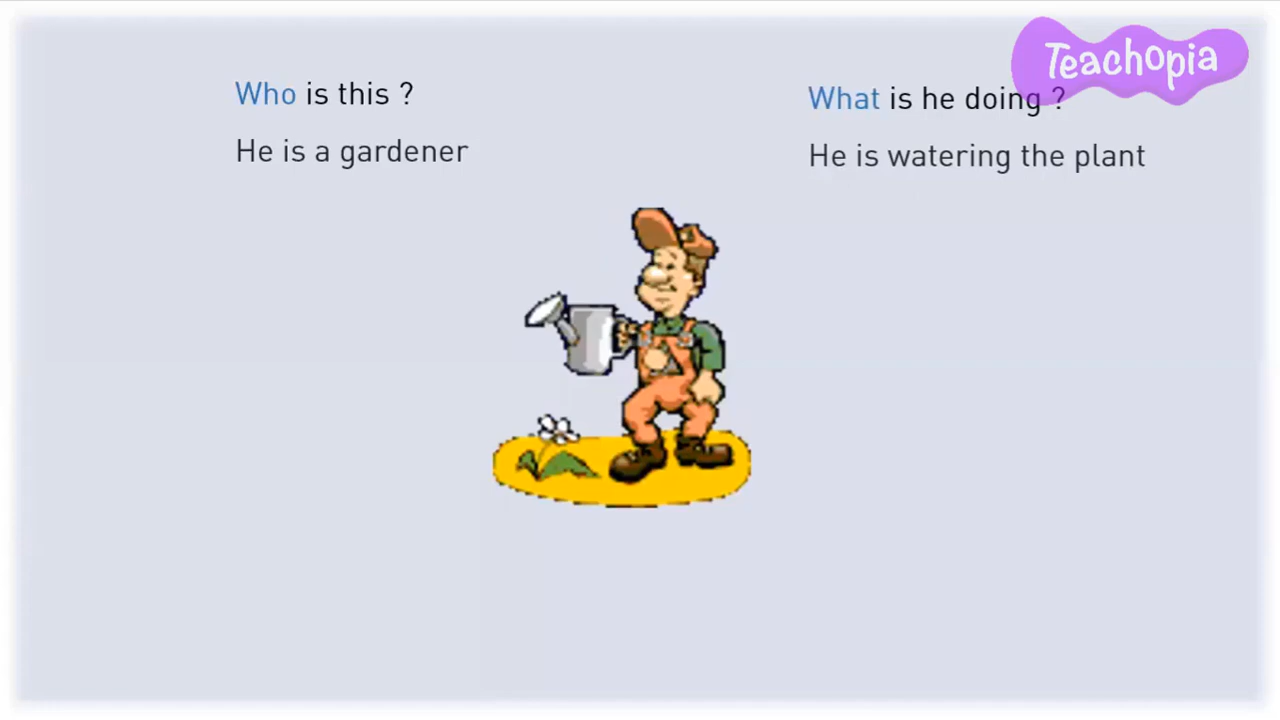 Teachopia
Who is this ?
He is a gardener
What is he doing ?
He is watering the plant